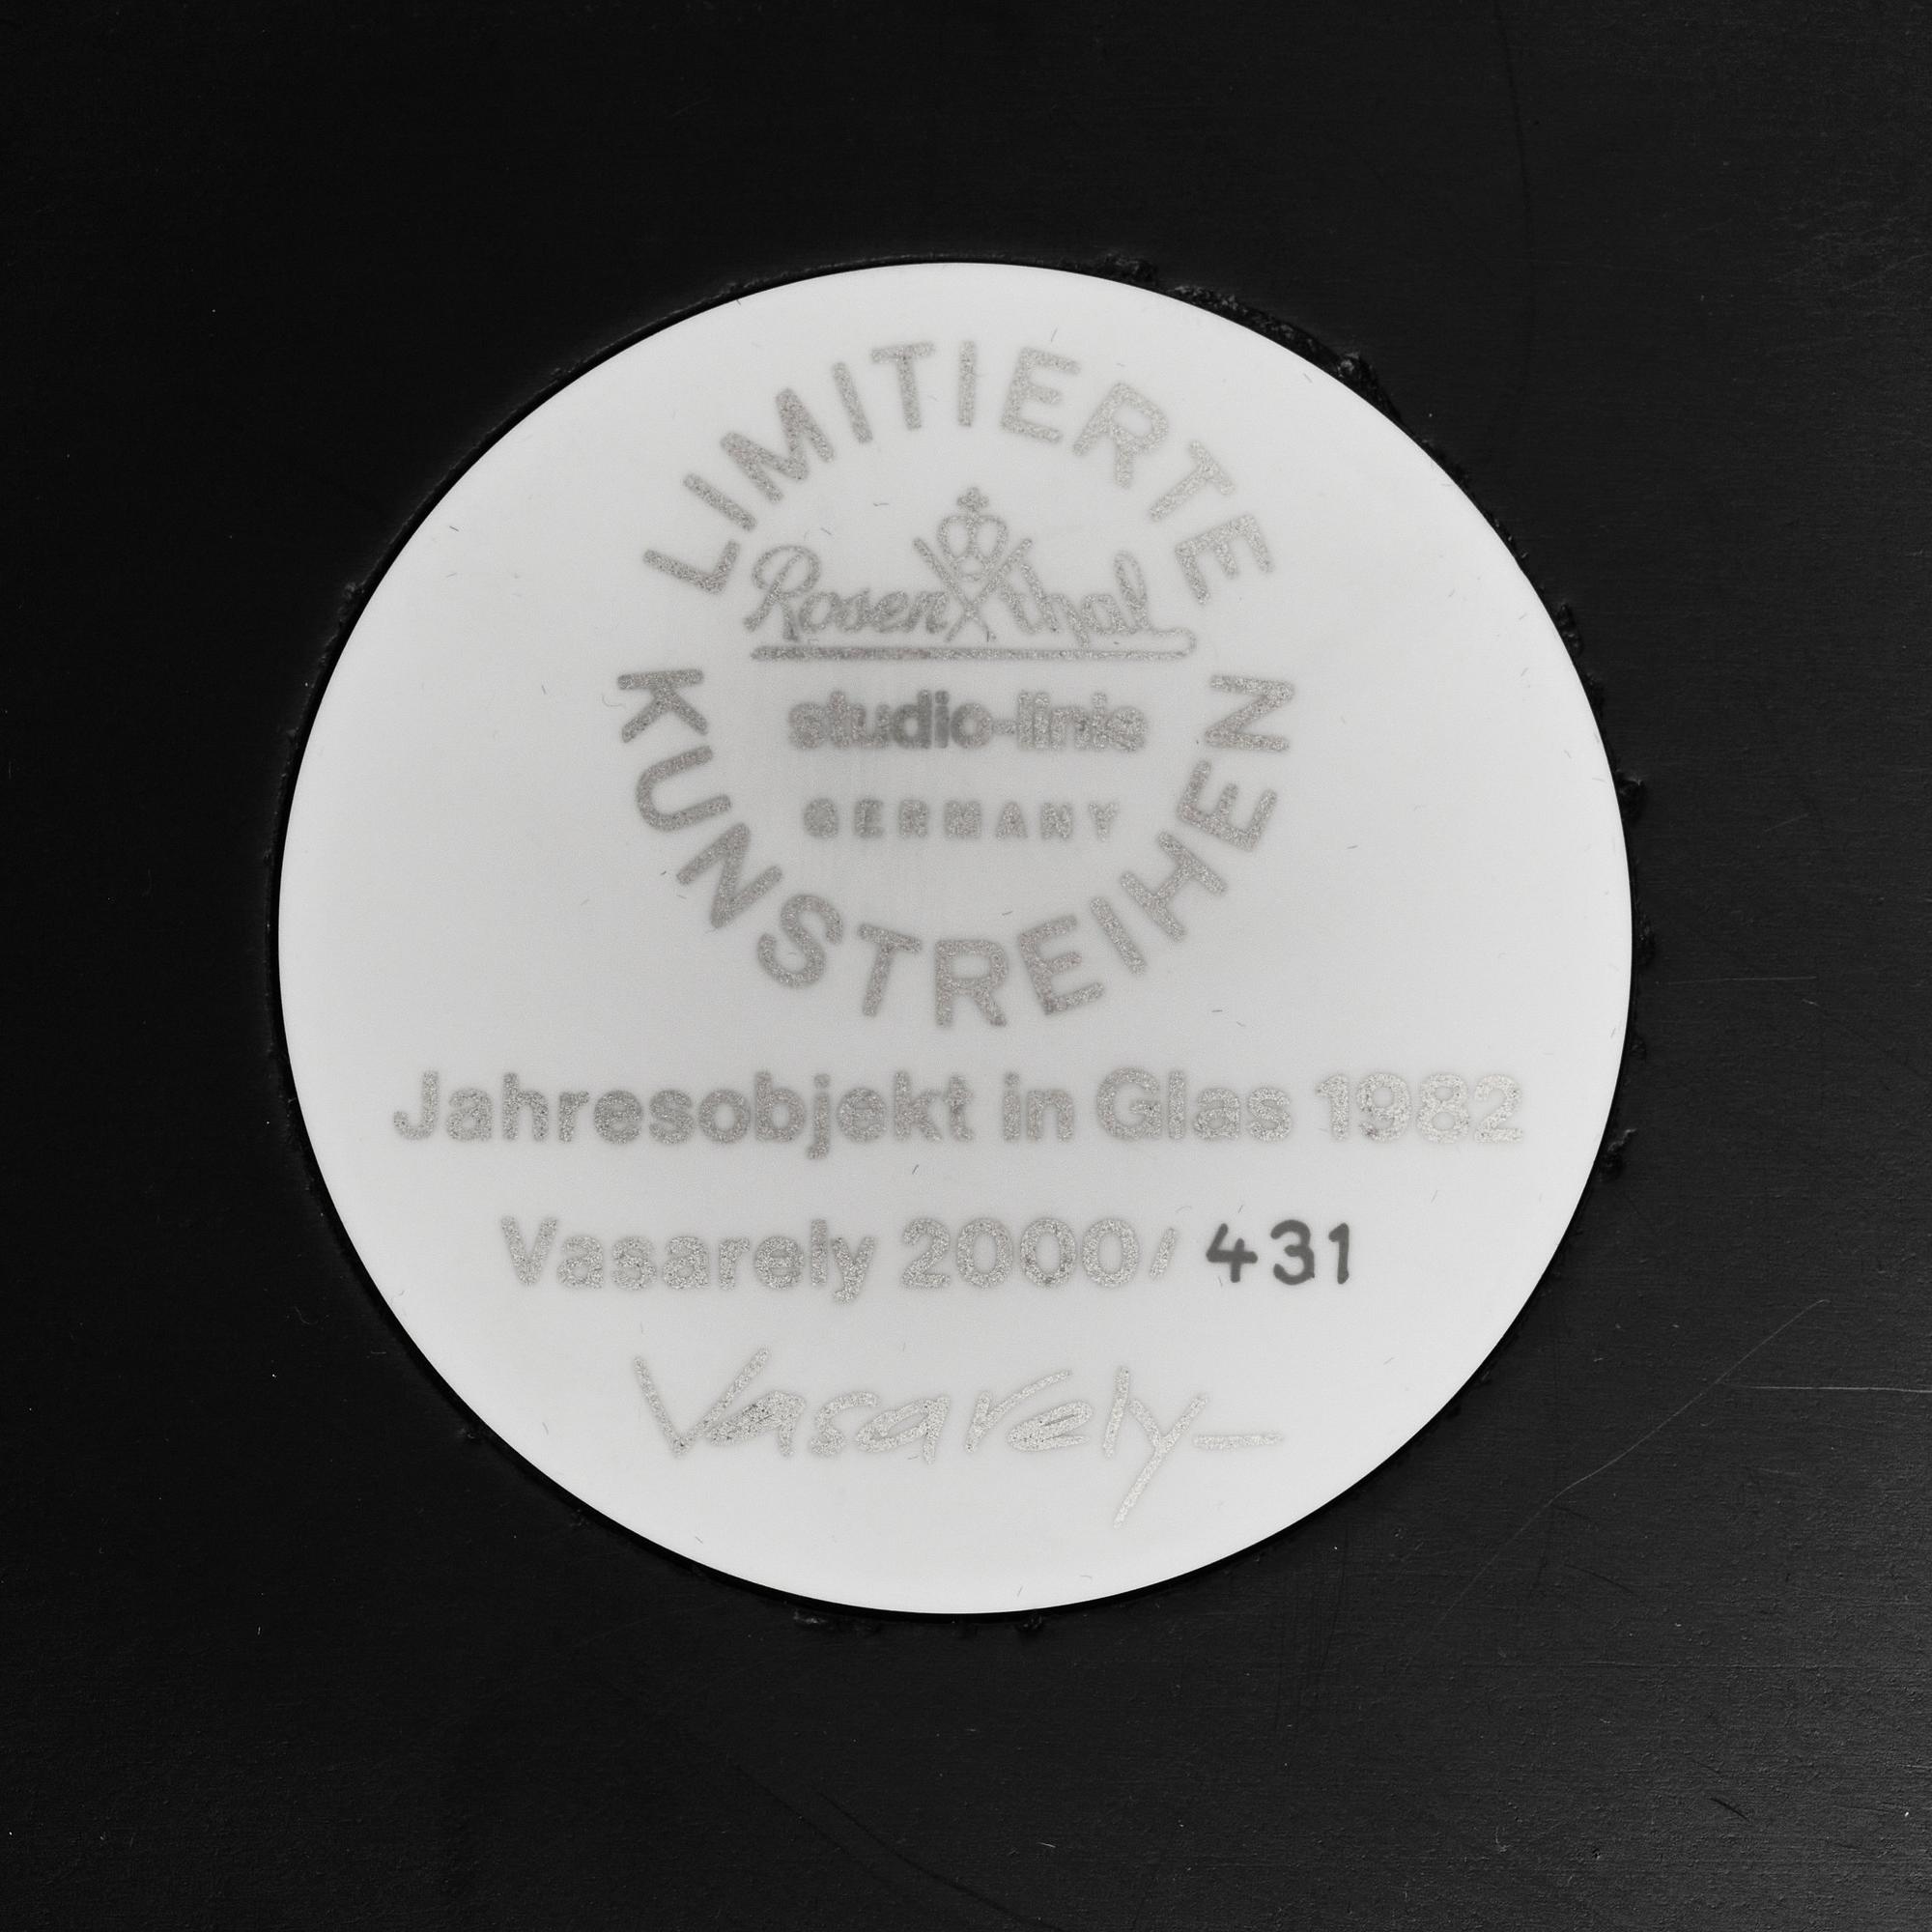 LIMITIERTE
Rosenthal
studio-linie
GERMANY
KUNSTREIHEN
Jahresobjekt in Glas 1982
Vasarely 2000/ 431
Vasarely